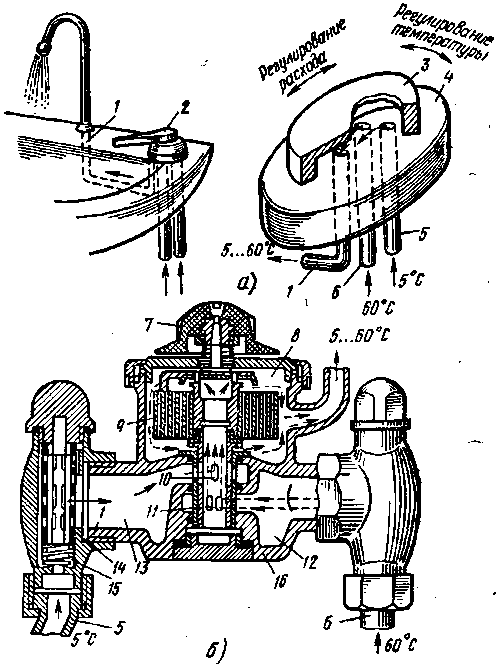 Регулирование
расхода
Регулирование
температуры
3
4
1
2
5...60°С
1
6
60°С
5°С
5
а)
7
8
5...60°С
9
10
11
12
1
13
14
15
16
5
5°С
6
60°С
б)